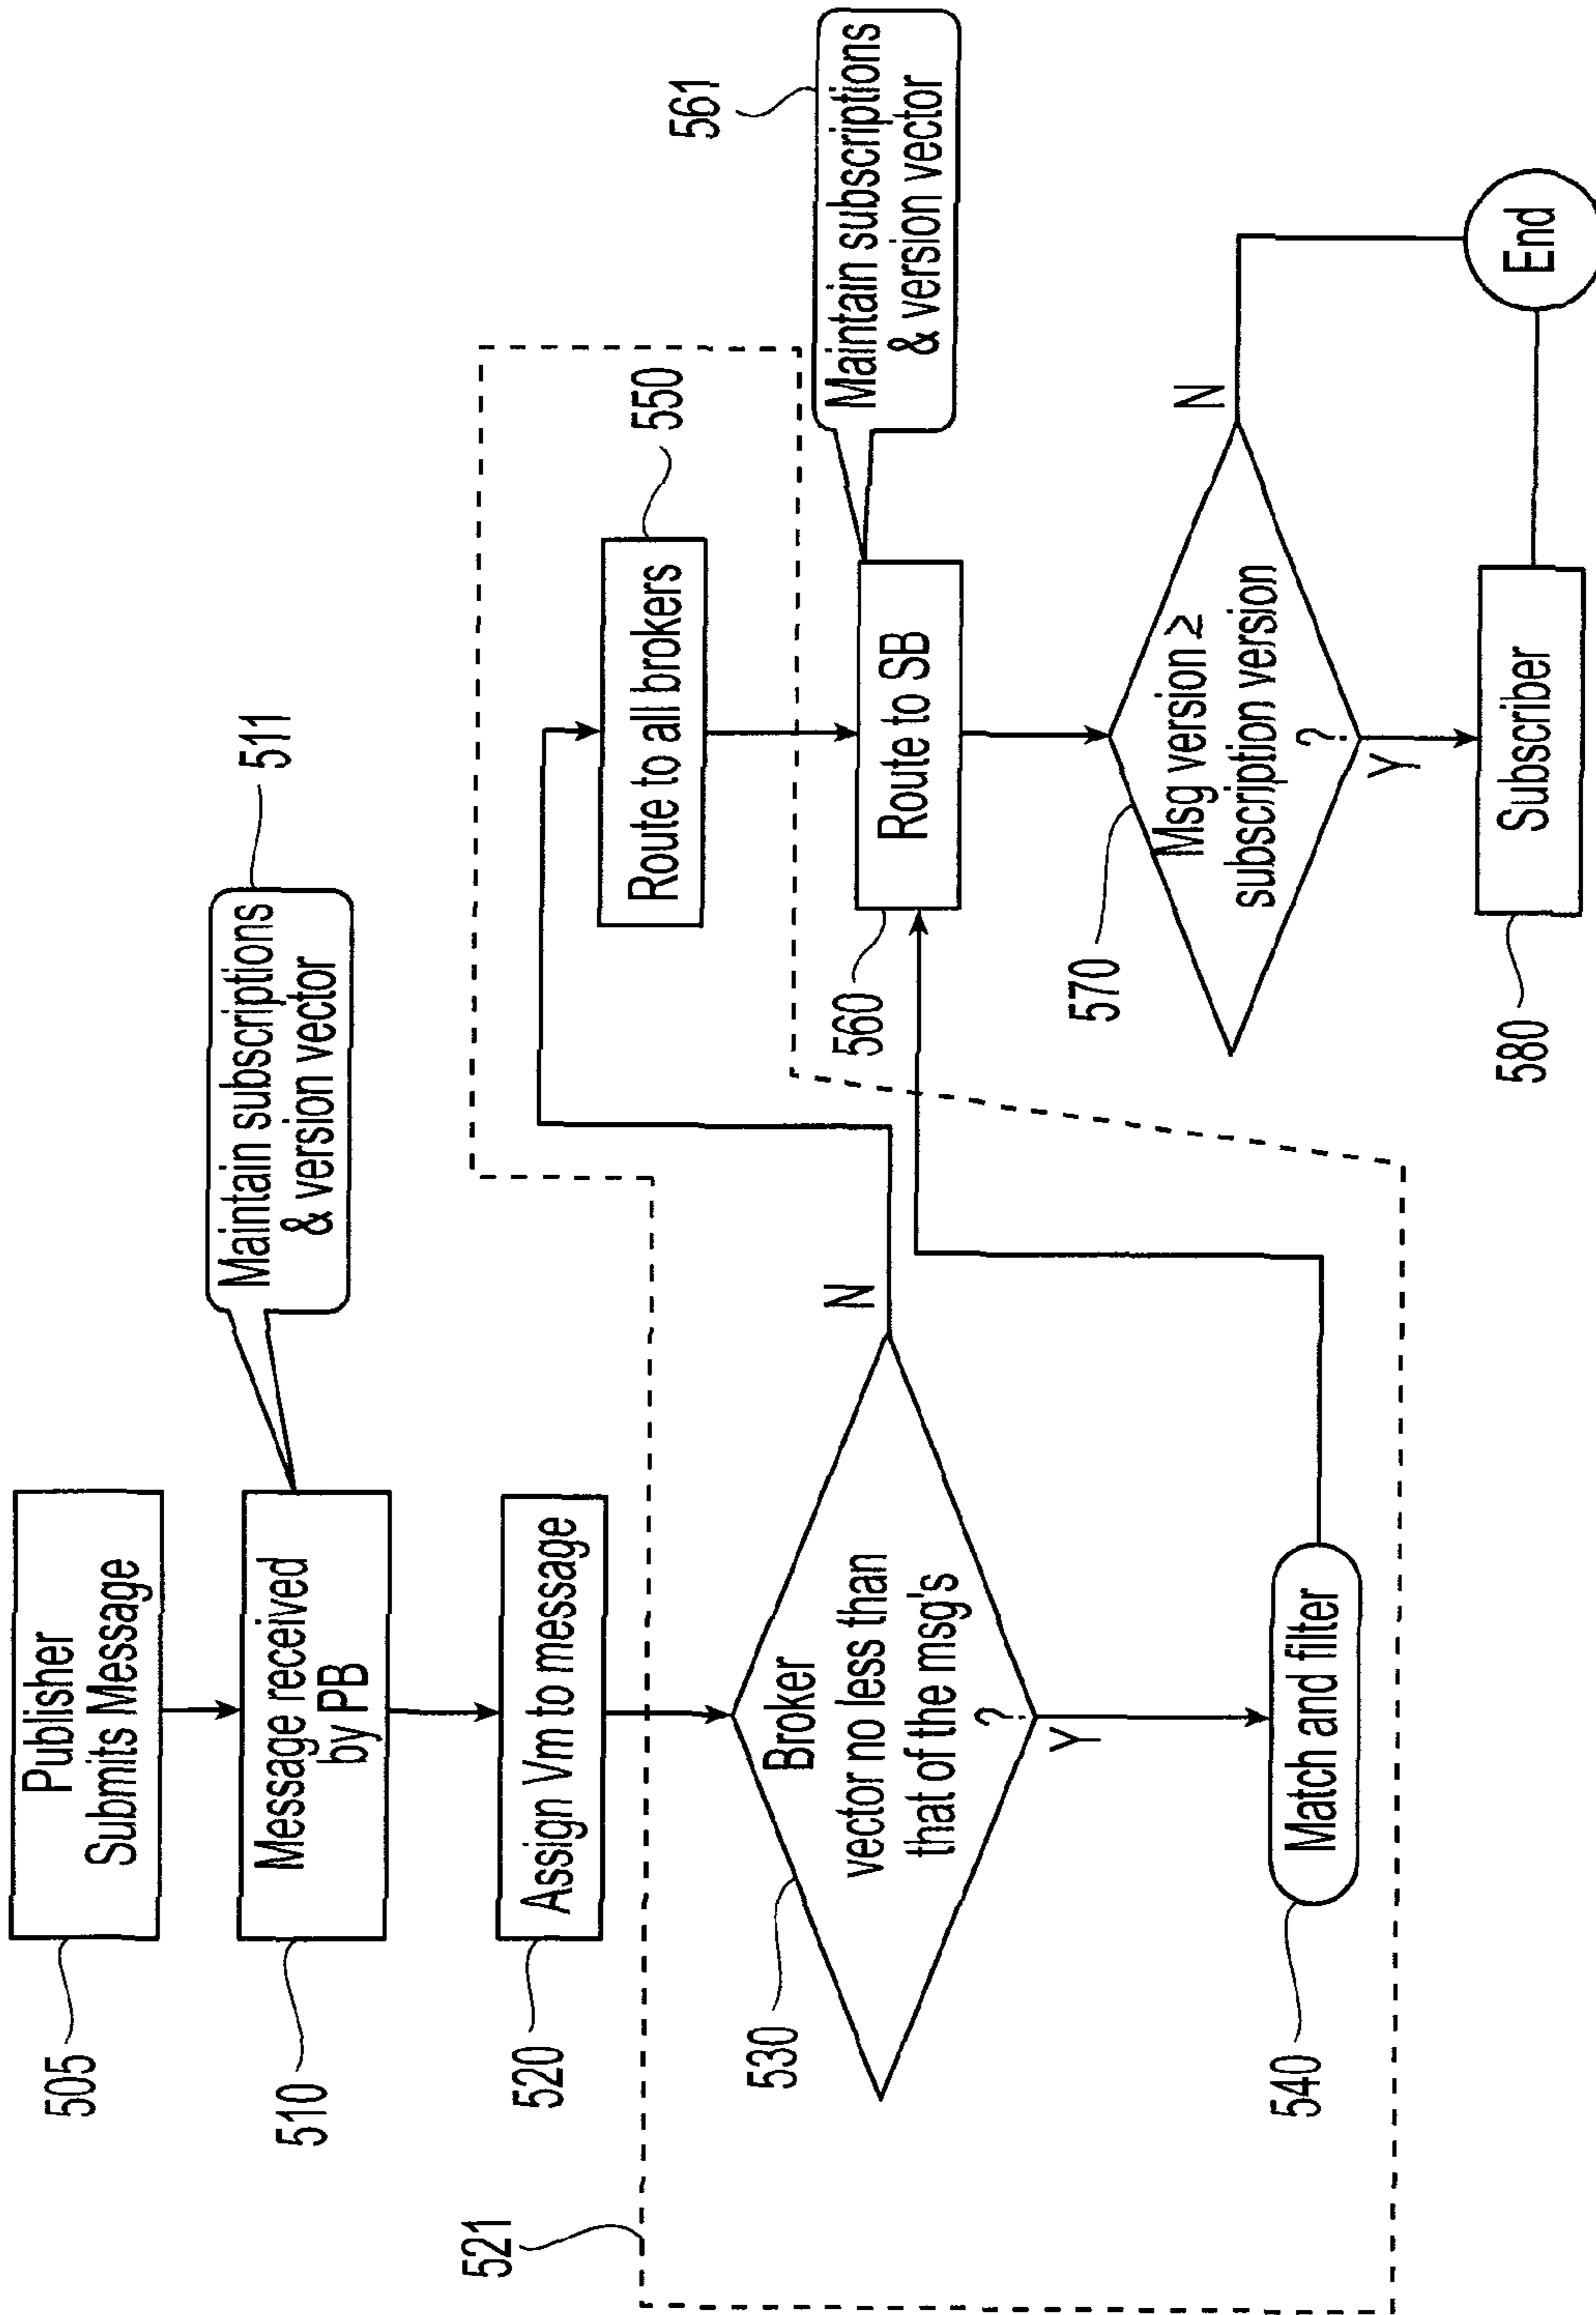 505
Publisher
Submits Message
510
Message received
by PB
Maintain subscriptions
& version vector
511
520
Assign Vm to message
521
530
Broker
vector no less than
that of the msg's
?
N
Y
540
Match and filter
Route to all brokers
550
560
Route to SB
Maintain subscriptions
& version vector
561
570
Msg version ≥
subscription version
?
N
Y
580
Subscriber
End